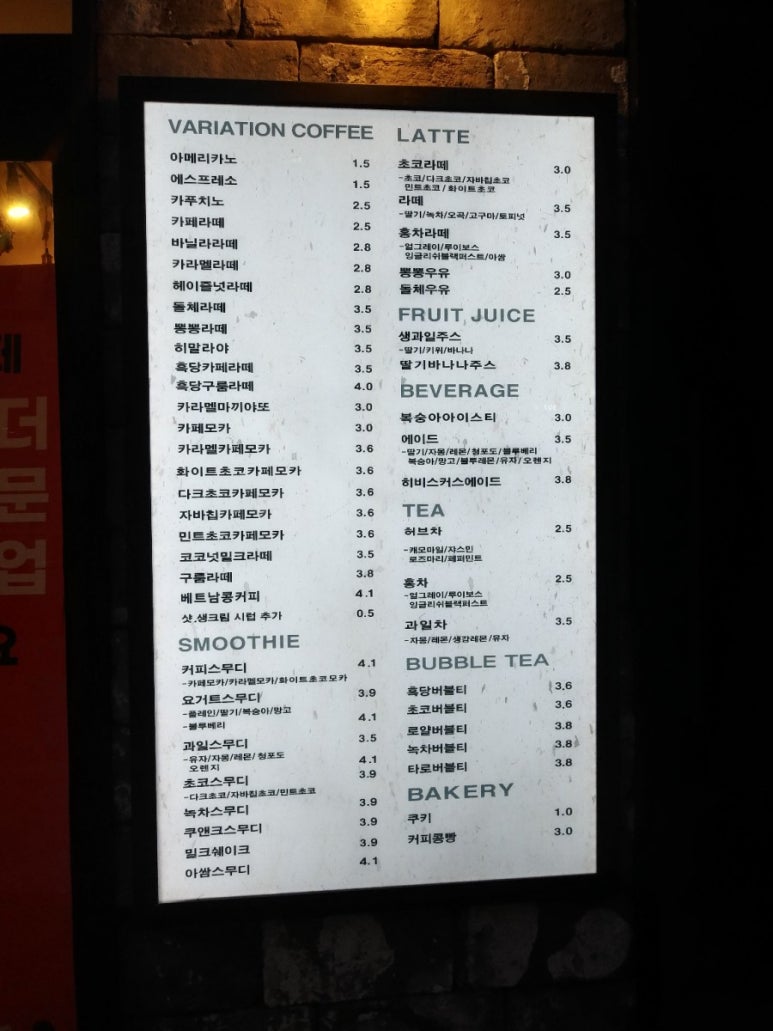 VARIATION COFFEE
아메리카노 1.5
에스프레소 1.5
카푸치노 2.5
카페라떼 2.5
바닐라라떼 2.8
카라멜라떼 2.8
헤이즐넛라떼 2.8
돌체라떼 3.5
뽕뽕라떼 3.5
히말라야 3.5
흑당카페라떼 3.5
흑당구룸라떼 4.0
카라멜마끼야또 3.0
카페모카 3.0
카라멜카페모카 3.6
화이트초코카페모카 3.6
다크초코카페모카 3.6
자바칩카페모카 3.6
민트초코카페모카 3.6
코코넛밀크라떼 3.5
구룸라떼 3.8
베트남콩커피 4.1
샷.생크림 시럽 추가 0.5
SMOOTHIE
커피스무디 4.1
-카페모카/카라멜모카/화이트초코모카
요거트스무디 3.9
-플레인/딸기/복숭아/망고
-블루베리 4.1
과일스무디 3.5
-유자/자몽/레몬/청포도
오렌지 4.1
초코스무디 3.9
-다크초코/자바칩초코/민트초코
녹차스무디 3.9
쿠앤크스무디 3.9
밀크쉐이크 3.9
아쌈스무디 4.1
LATTE
초코라떼 3.0
-초코/다크초코/자바칩초코
민트초코/화이트초코
라떼 3.5
-딸기/녹차/오곡/고구마/토피넛
홍차라떼 3.5
-얼그레이/루이보스
잉글리쉬블랙퍼스트/아쌈
뽕뽕우유 3.0
돌체우유 2.5
FRUIT JUICE
생과일주스 3.5
-딸기/키위/바나나
딸기바나나주스 3.8
BEVERAGE
복숭아아이스티 3.0
에이드 3.5
-딸기/자몽/레몬/청포도/블루베리
복숭아/망고/블루레몬/유자/오렌지
히비스커스에이드 3.8
TEA
허브차 2.5
-캐모마일/쟈스민
로즈마리/페퍼민트
홍차 2.5
-얼그레이/루이보스
잉글리쉬블랙퍼스트
과일차 3.5
-자몽/레몬/생강레몬/유자
BUBBLE TEA
흑당버블티 3.6
초코버블티 3.6
로얄버블티 3.8
녹차버블티 3.8
타로버블티 3.8
BAKERY
쿠키 1.0
커피콩빵 3.0
더
문
업
요